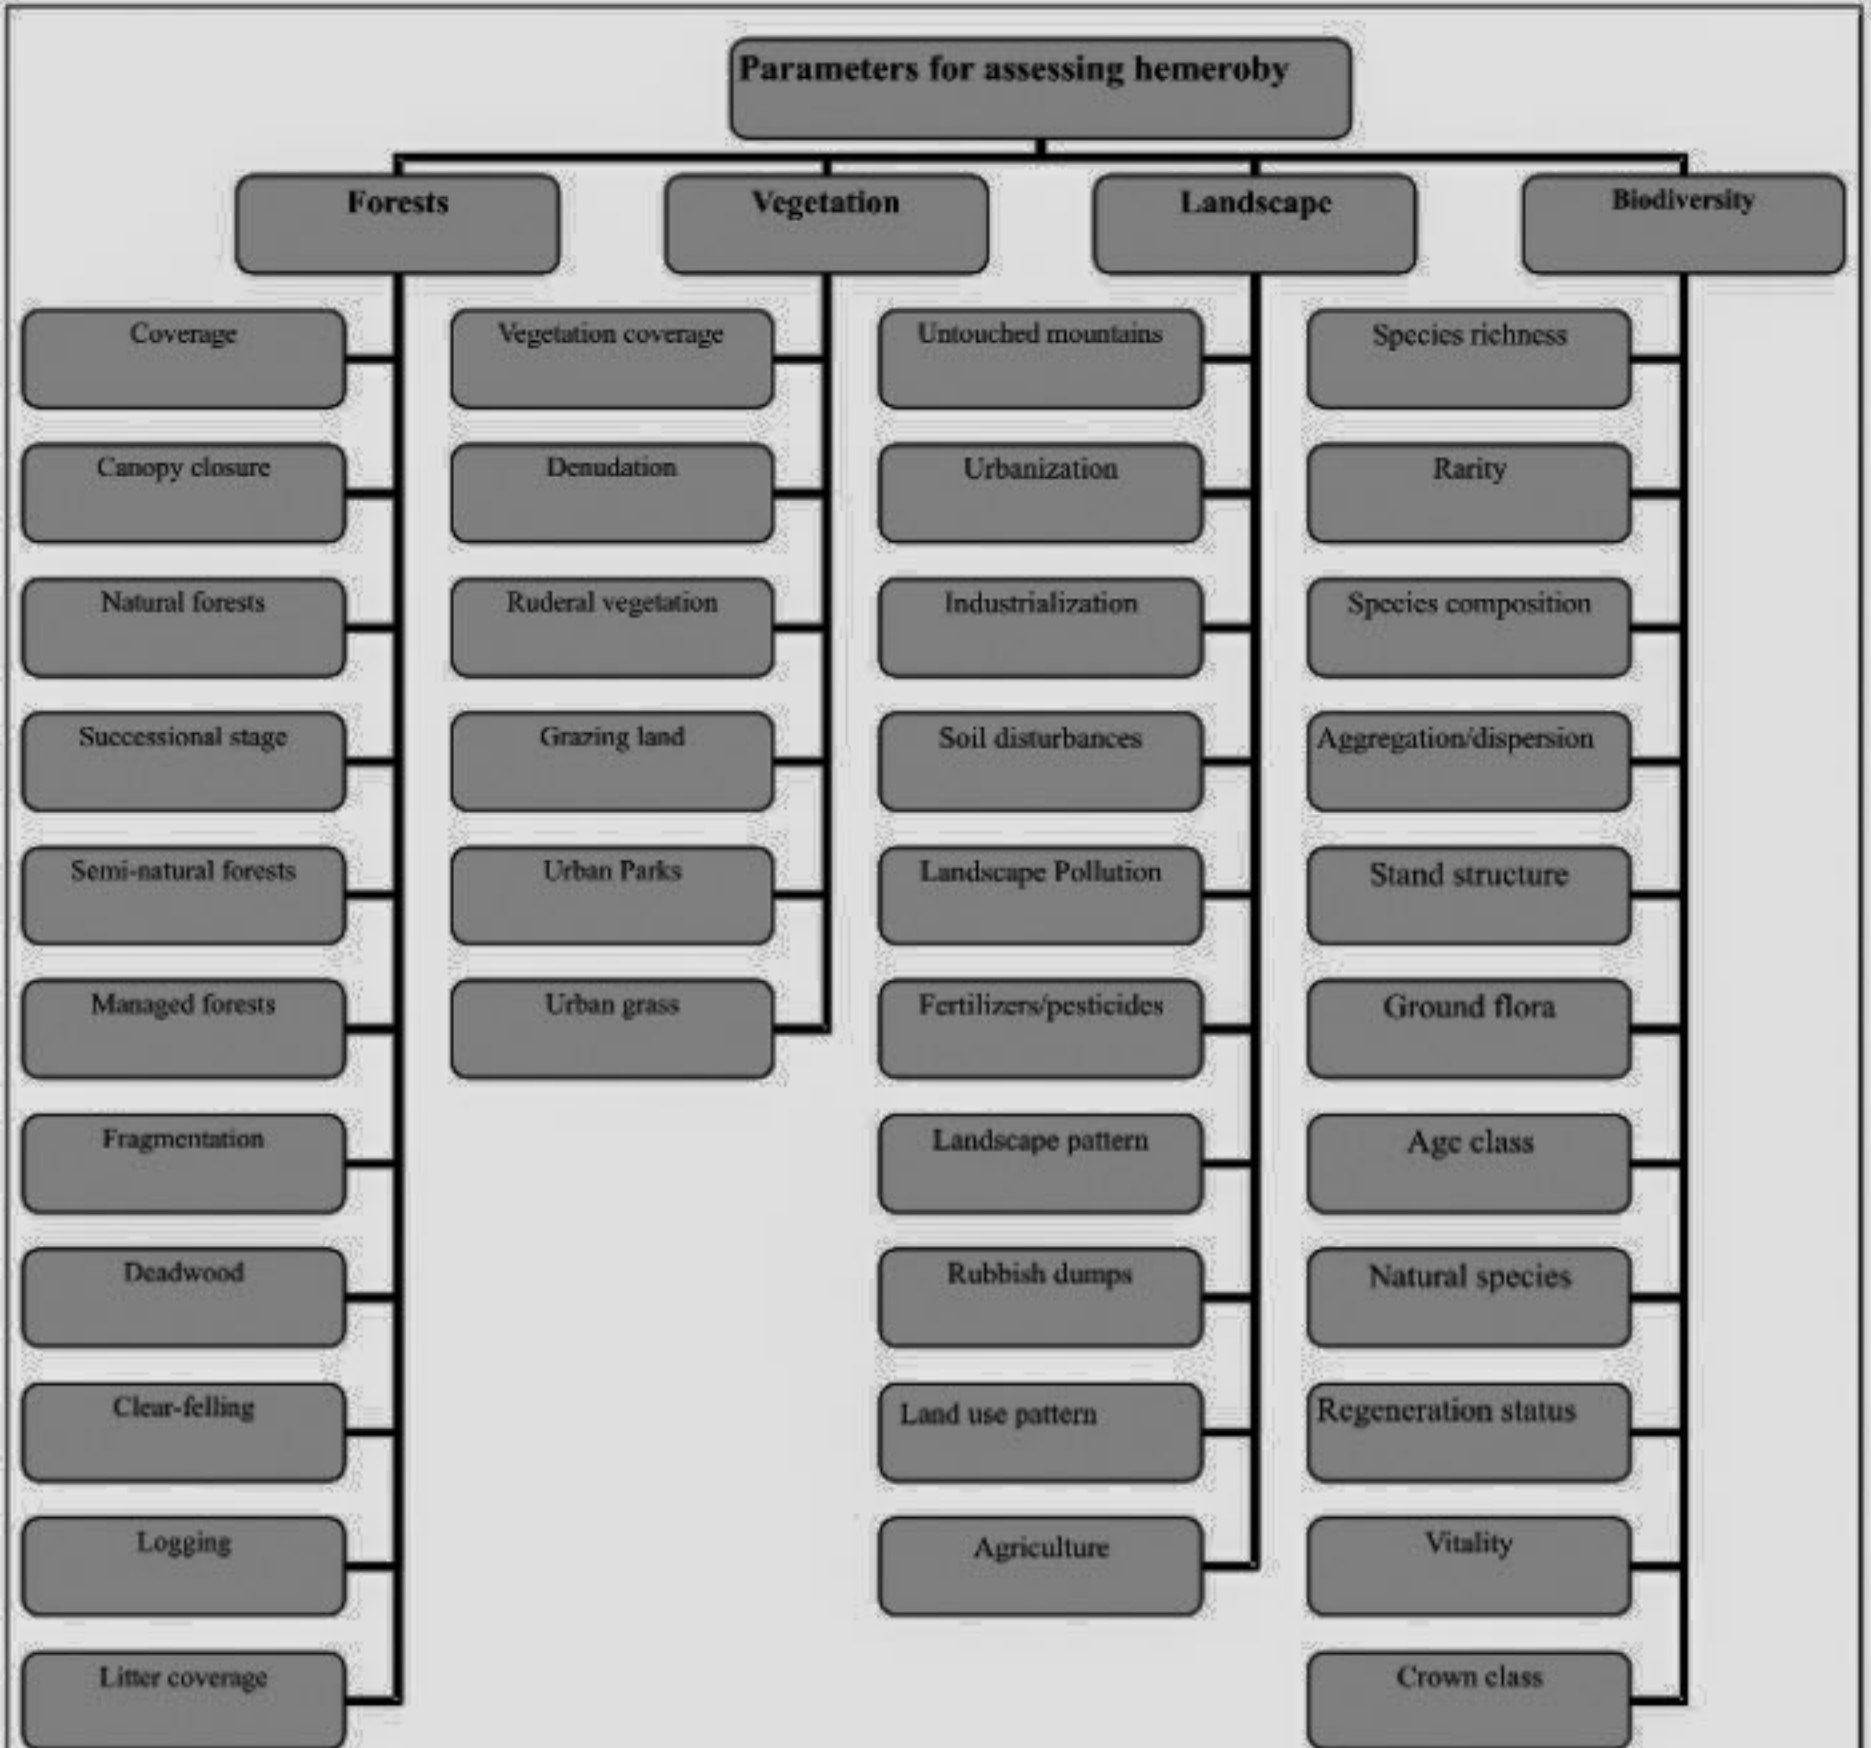 Parameters for assessing hemeroby
Forests
Vegetation
Landscape
Biodiversity
Coverage
Vegetation coverage
Untouched mountains
Species richness
Canopy closure
Denudation
Urbanization
Rarity
Natural forests
Ruderal vegetation
Industrialization
Species composition
Successional stage
Grazing land
Soil disturbances
Aggregation/dispersion
Semi-natural forests
Urban Parks
Landscape Pollution
Stand structure
Managed forests
Urban grass
Fertilizers/pesticides
Ground flora
Fragmentation
Landscape pattern
Age class
Deadwood
Rubbish dumps
Natural species
Clear-felling
Land use pattern
Regeneration status
Logging
Agriculture
Vitality
Litter coverage
Crown class